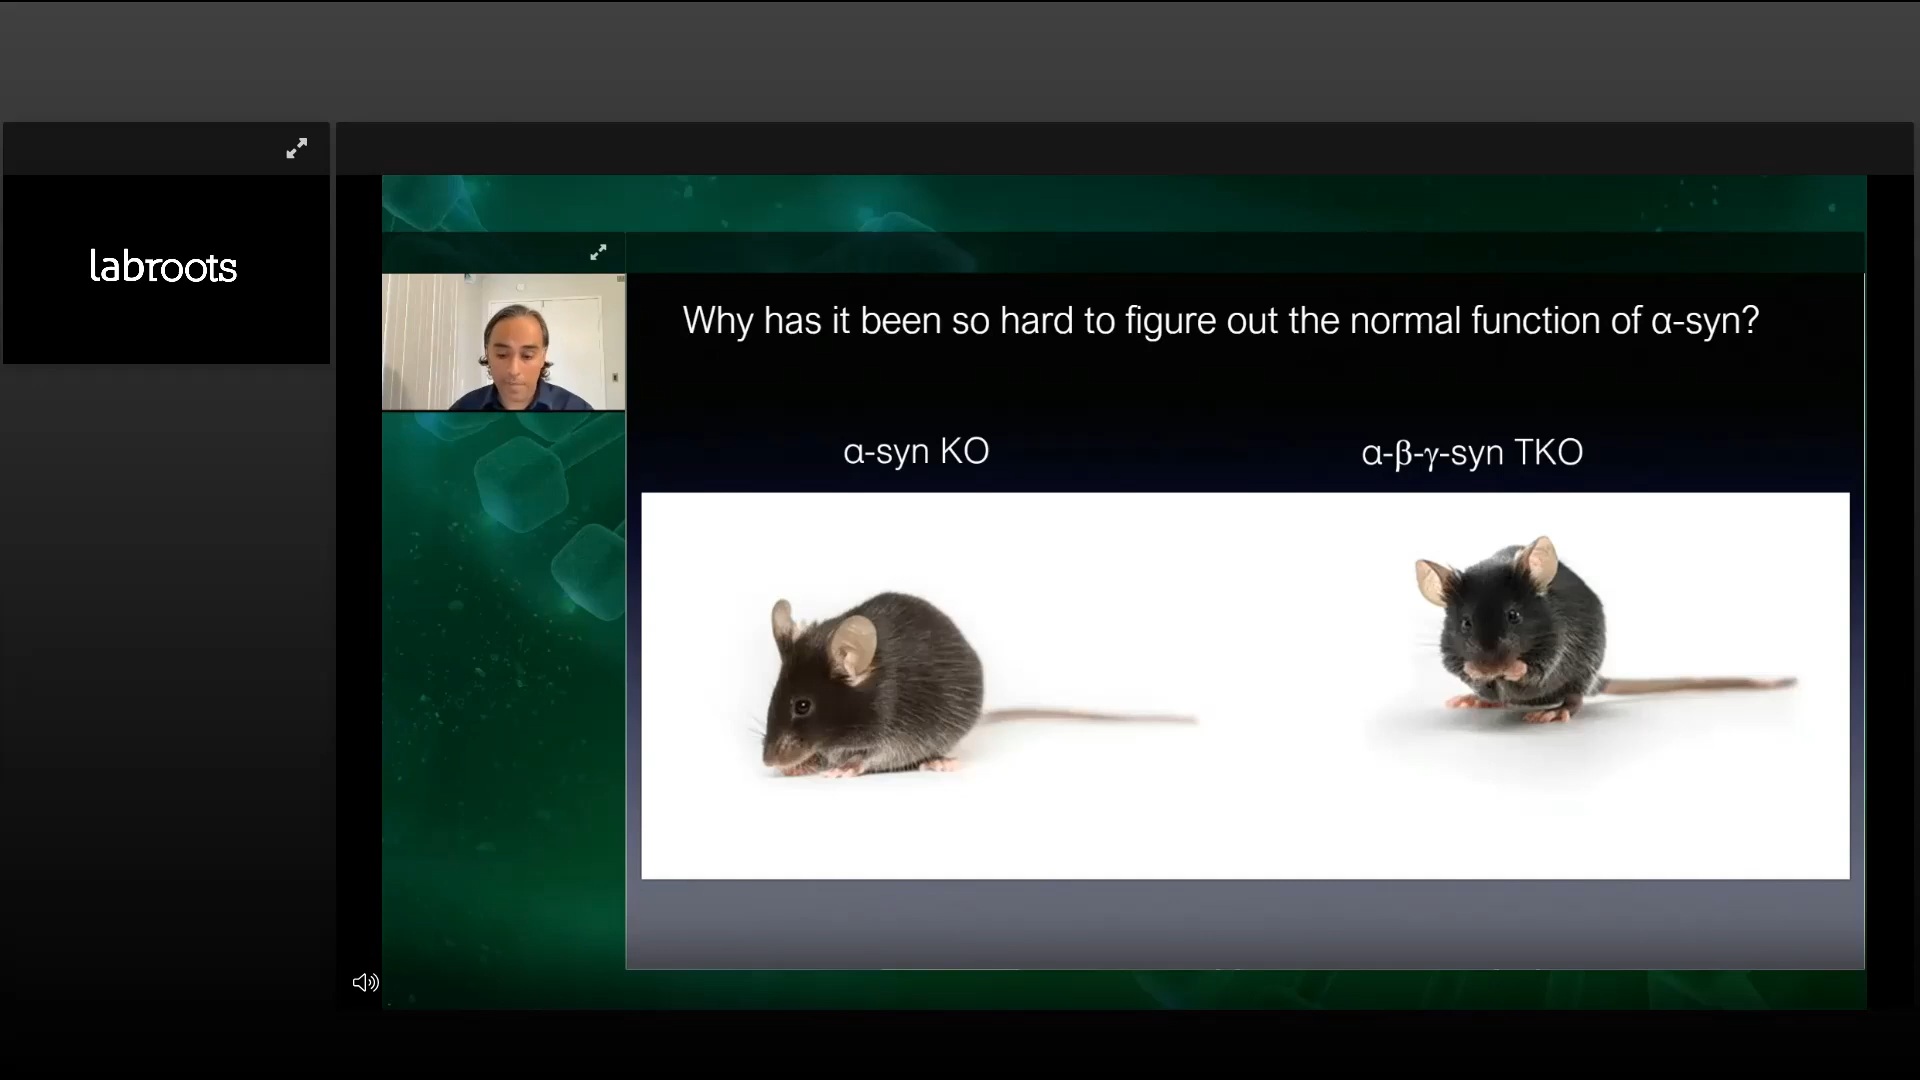 labroots
Why has it been so hard to figure out the normal function of α-syn?
α-syn KO
α-β-γ-syn TKO